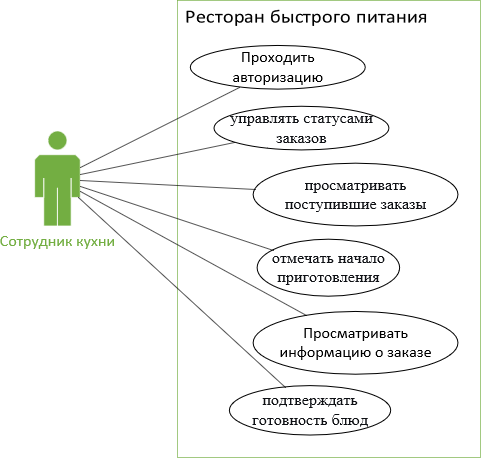 Ресторан быстрого питания
Проходить
авторизацию
управлять статусами
заказов
просматривать
поступившие заказы
Сотрудник кухни
отмечать начало
приготовления
Просматривать
информацию о заказе
подтверждать
готовность блюд